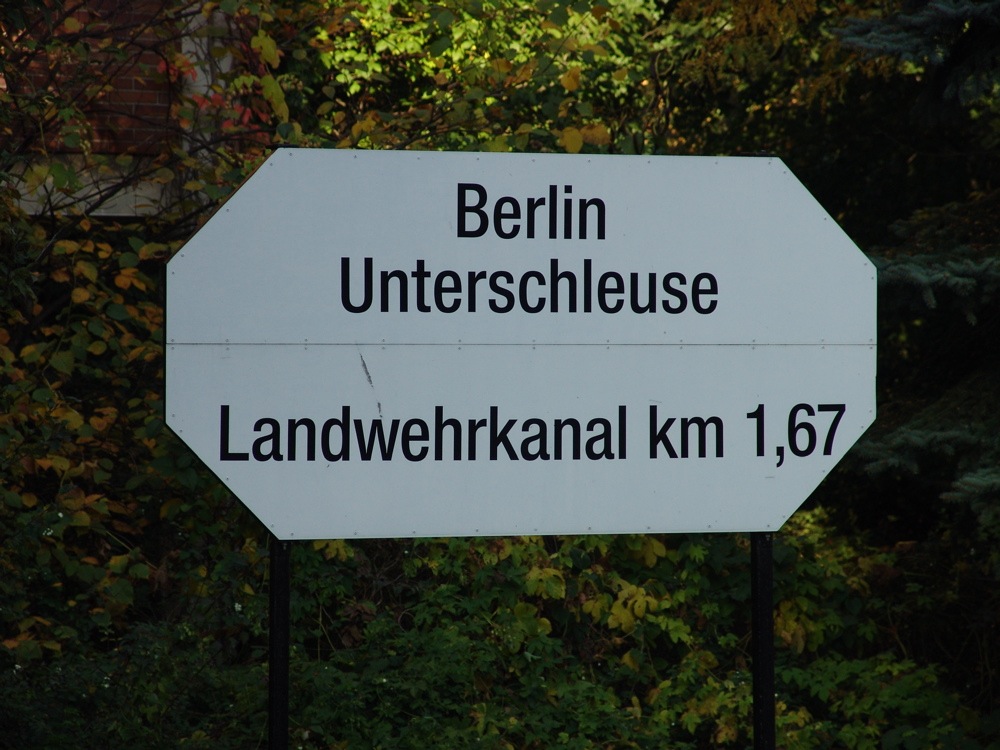 Berlin
Unterschleuse
Landwehrkanal km 1,67